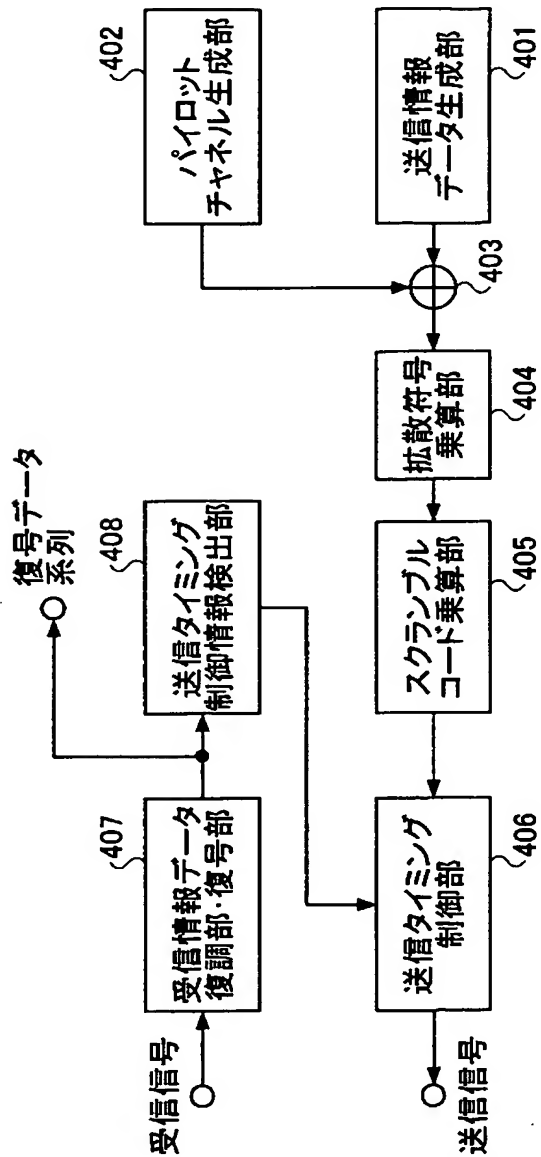 受信信号
407
受信情報データ
復調部・復号部
復号データ
系列
408
送信タイミング
制御情報検出部
402
パイロット
チャネル生成部
送信信号
送信タイミング
制御部
406
スクランブル
コード乗算部
405
拡散符号
乗算部
404
403
送信情報
データ生成部
401